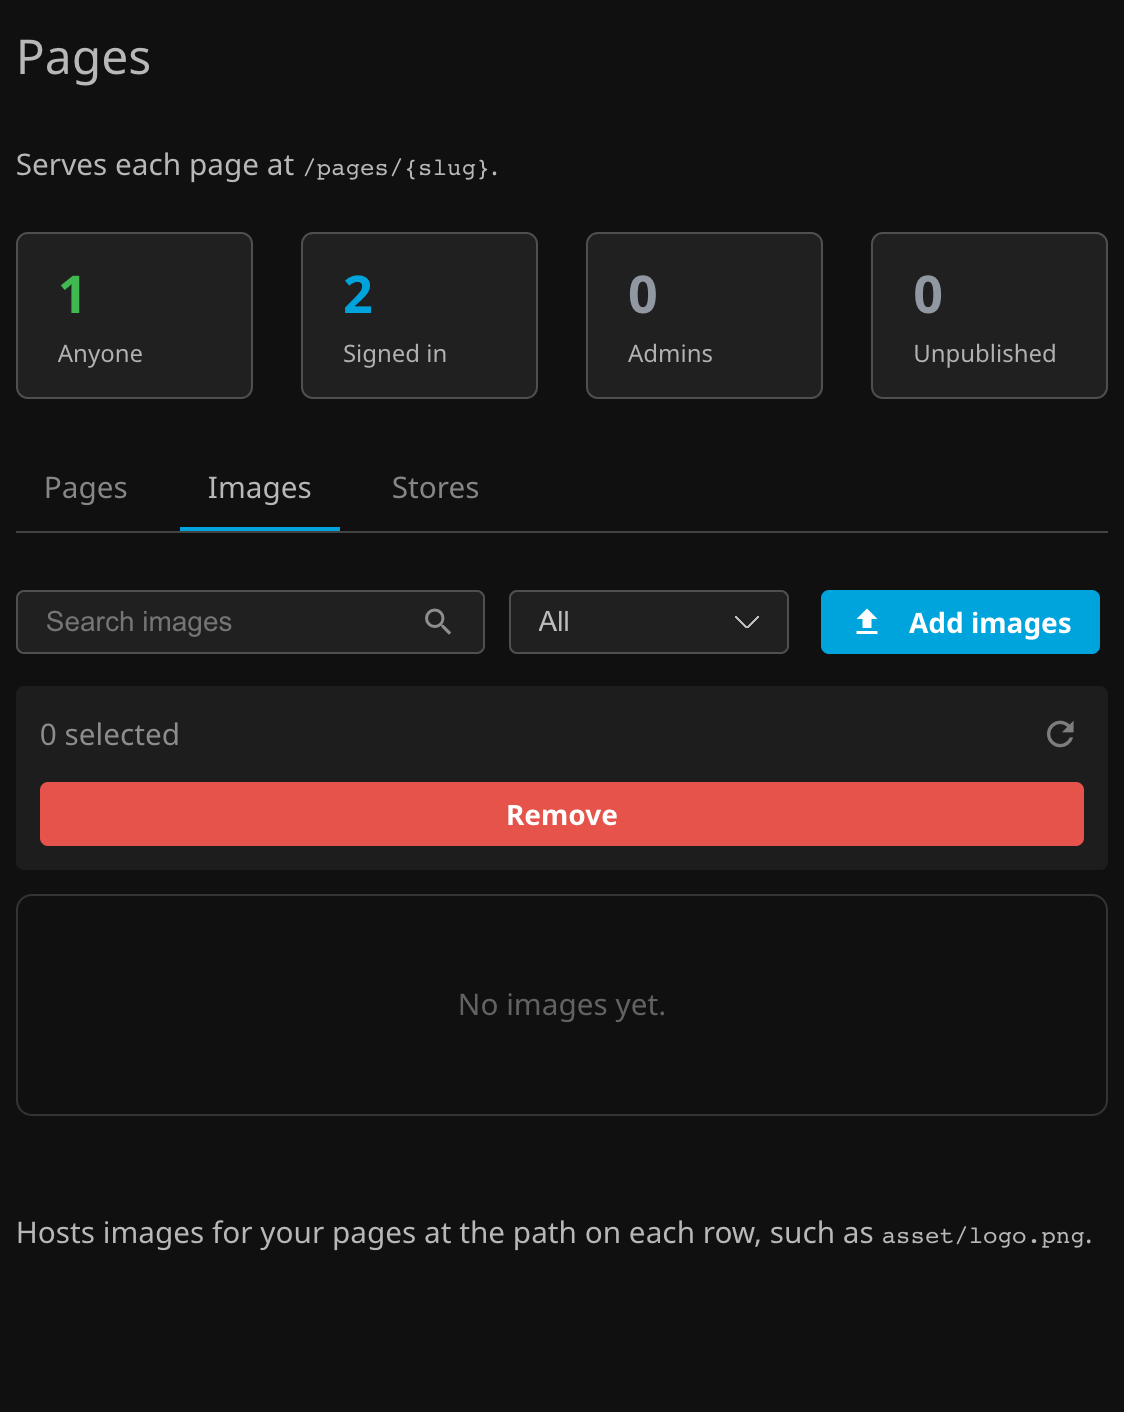 Pages
Serves each page at /pages/{slug}.
1
Anyone
2
Signed in
0
Admins
0
Unpublished
Pages
Images
Stores
Search images
All
Add images
0 selected
Remove
No images yet.
Hosts images for your pages at the path on each row, such as asset/logo.png.